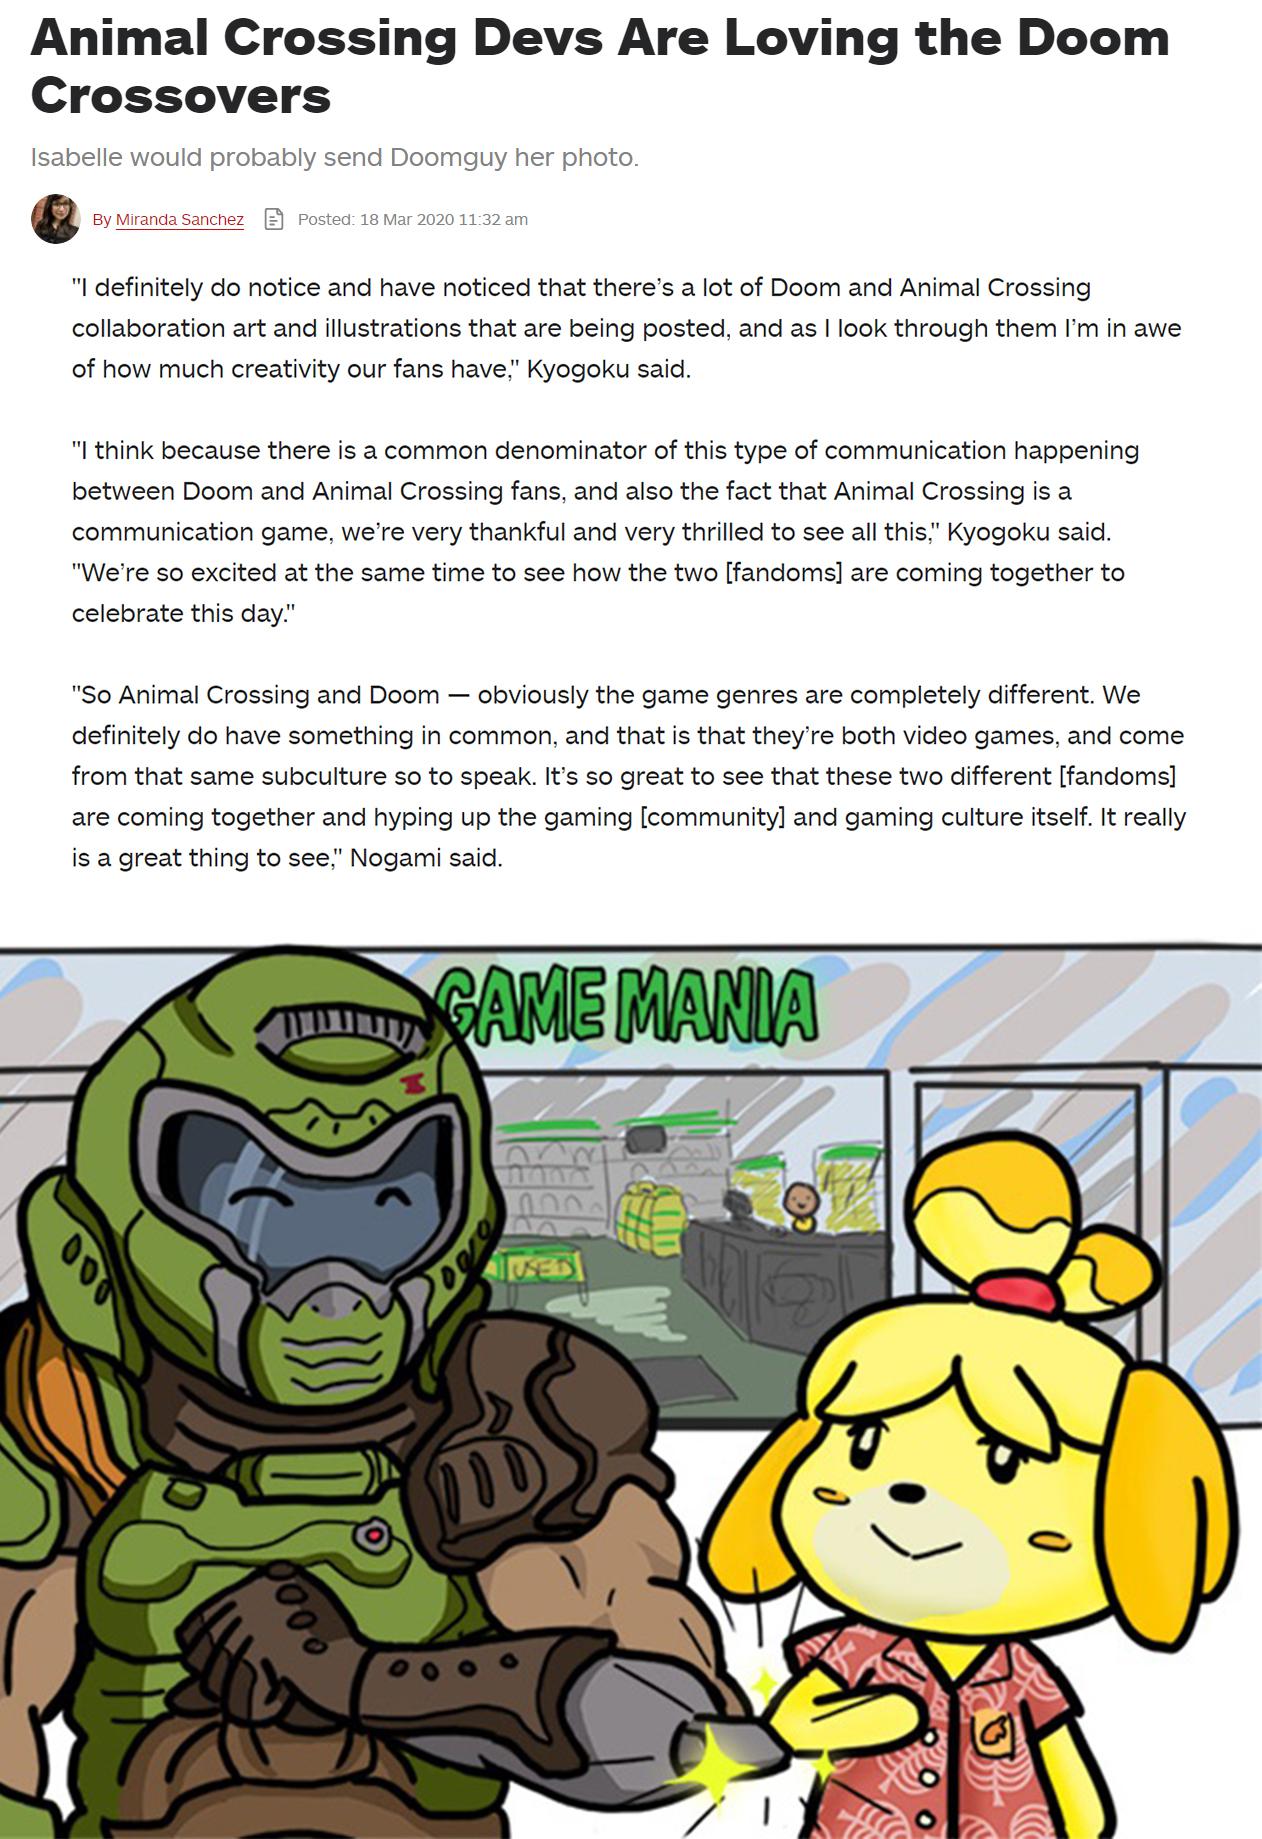 Animal Crossing Devs Are Loving the Doom
Crossovers
Isabelle would probably send Doomguy her photo.
By Miranda Sanchez Posted: 18 Mar 2020 11:32 am
"I definitely do notice and have noticed that there's a lot of Doom and Animal Crossing
collaboration art and illustrations that are being posted, and as I look through them I'm in awe
of how much creativity our fans have," Kyogoku said.
"I think because there is a common denominator of this type of communication happening
between Doom and Animal Crossing fans, and also the fact that Animal Crossing is a
communication game, we're very thankful and very thrilled to see all this," Kyogoku said.
"We're so excited at the same time to see how the two [fandoms] are coming together to
celebrate this day."
"So Animal Crossing and Doom — obviously the game genres are completely different. We
definitely do have something in common, and that is that they're both video games, and come
from that same subculture so to speak. It's so great to see that these two different [fandoms]
are coming together and hyping up the gaming [community] and gaming culture itself. It really
is a great thing to see," Nogami said.
GAME MANIA
USED